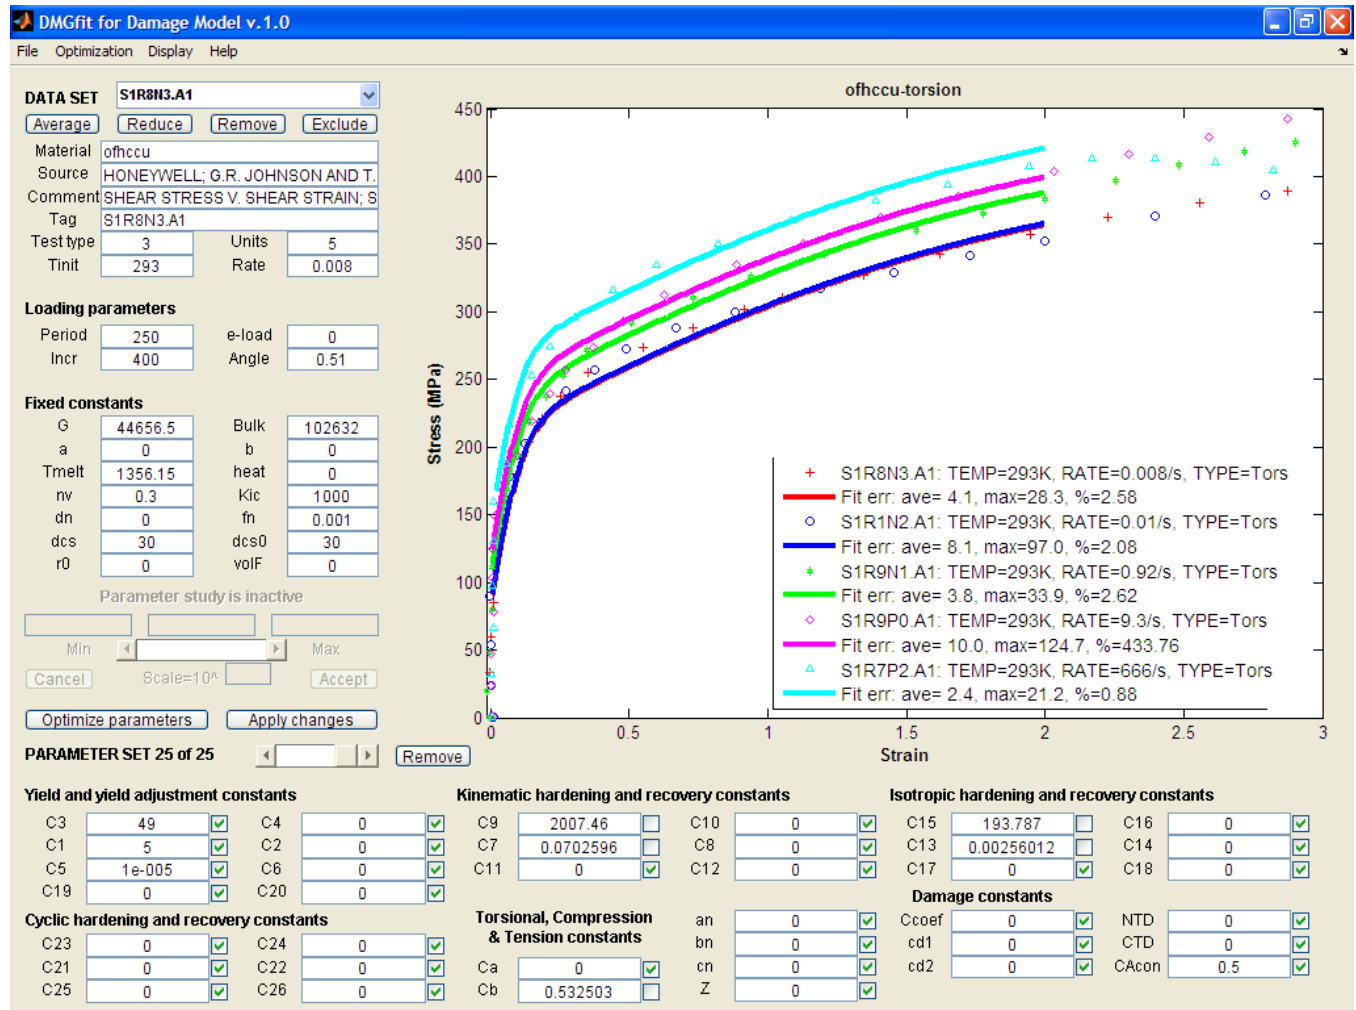 DMGfit for Damage Model v.1.0
File Optimization Display Help
DATA SET S1R8N3.A1
Average Reduce Remove Exclude
Material ofhccu
Source HONEYWELL; G.R. JOHNSON AND T.
Comment SHEAR STRESS V. SHEAR STRAIN; S
Tag S1R8N3.A1
Test type 3 Units 5
Tinit 293 Rate 0.008
Loading parameters
Period 250 e-load 0
Incr 400 Angle 0.51
Fixed constants
G 44656.5 Bulk 102632
a 0 b 0
Tmelt 1356.15 heat 0
nv 0.3 Kic 1000
dn 0 fn 0.001
dcs 30 dcs0 30
r0 0 volF 0
Parameter study is inactive
Min Max
Cancel Scale=10^ Accept
Optimize parameters Apply changes
PARAMETER SET 25 of 25 Remove
ofhccu-torsion
450
400
350
300
250
200
150
100
50
0
Stress (MPa)
0 0.5 1 1.5 2 2.5 3
Strain
S1R8N3.A1: TEMP=293K, RATE=0.008/s, TYPE=Tors
Fit err: ave= 4.1, max=28.3, %=2.58
S1R1N2.A1: TEMP=293K, RATE=0.01/s, TYPE=Tors
Fit err: ave= 8.1, max=97.0, %=2.08
S1R9N1.A1: TEMP=293K, RATE=0.92/s, TYPE=Tors
Fit err: ave= 3.8, max=33.9, %=2.62
S1R9P0.A1: TEMP=293K, RATE=9.3/s, TYPE=Tors
Fit err: ave= 10.0, max=124.7, %=433.76
S1R7P2.A1: TEMP=293K, RATE=666/s, TYPE=Tors
Fit err: ave= 2.4, max=21.2, %=0.88
Yield and yield adjustment constants
C3 49 C4 0
C1 5 C2 0
C5 1e-005 C6 0
C19 0 C20 0
Cyclic hardening and recovery constants
C23 0 C24 0
C21 0 C22 0
C25 0 C26 0
Kinematic hardening and recovery constants
C9 2007.46 C10 0
C7 0.0702596 C8 0
C11 0 C12 0
Torsional, Compression
& Tension constants
Ca 0
Cb 0.532503
an 0
bn 0
cn 0
Z 0
Isotropic hardening and recovery constants
C15 193.787 C16 0
C13 0.00256012 C14 0
C17 0 C18 0
Damage constants
Ccoef 0 NTD 0
cd1 0 CTD 0
cd2 0 CAcon 0.5